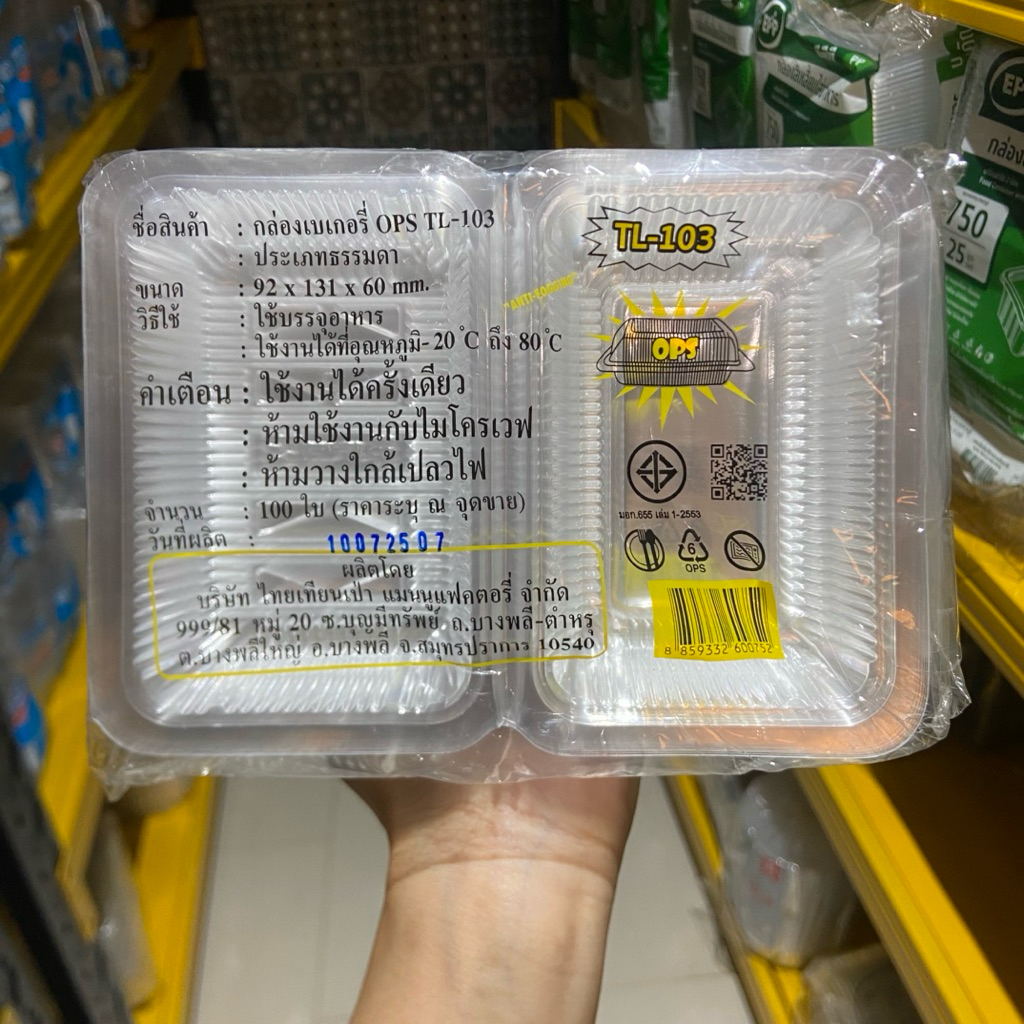 ชื่อสินค้า : กล่องเบเกอรี่ OPS TL-103
: ประเภทธรรมดา
ขนาด : 92 x 131 x 60 mm.
วิธีใช้ : ใช้บรรจุอาหาร
: ใช้งานได้ที่อุณหภูมิ-20 ํC ถึง 80 ํC
คำเตือน : ใช้งานได้ครั้งเดียว
: ห้ามใช้งานกับไมโครเวฟ
: ห้ามวางใกล้เปลวไฟ
จำนวน : 100 ใบ (ราคาระบุ ณ จุดขาย)
วันที่ผลิต : 10072507
ผลิตโดย
บริษัท ไทยเทียนเป่า แมนนูแฟคตอรี่ จำกัด
999/81 หมู่ 20 ซ.บุญมีทรัพย์ ถ.บางพลี-ตำหรุ
ต.บางพลีใหญ่ อ.บางพลี จ.สมุทรปราการ 10540
"ANTI-FOGGING"
TL-103
OPS
มอก.655 เล่ม 1-2553
6
OPS
8 859332 600752
EPS
EP
กล่อง
750
25